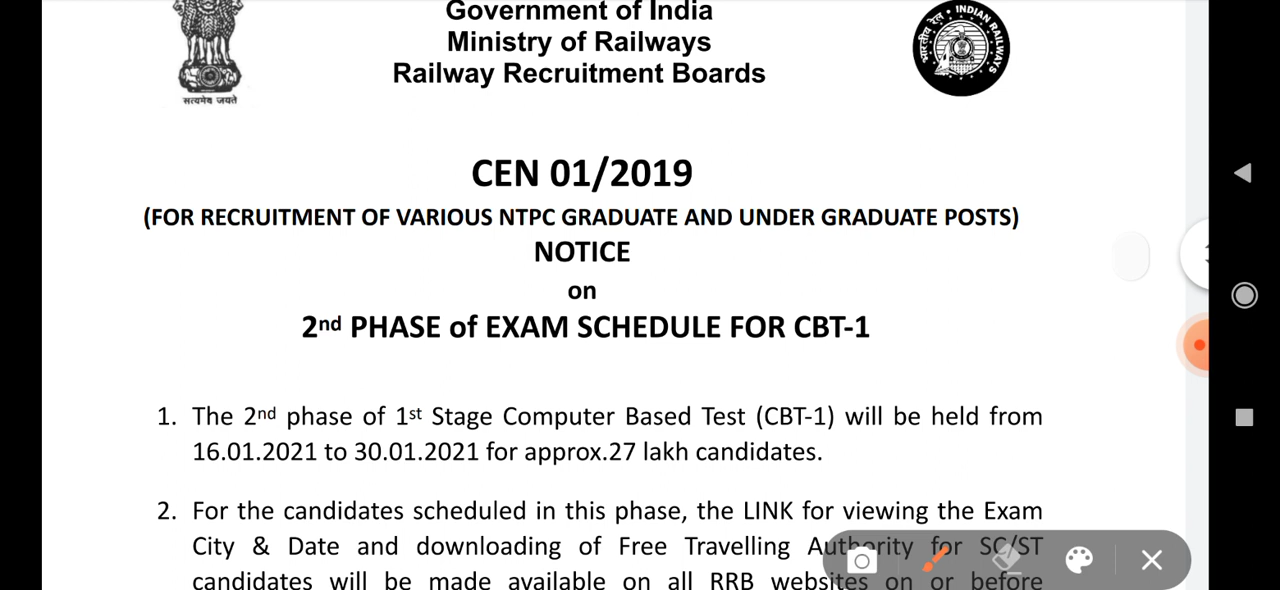 Government of India
Ministry of Railways
Railway Recruitment Boards
सत्यमेव जयते
भारतीय रेल • INDIAN RAILWAYS
CEN 01/2019
(FOR RECRUITMENT OF VARIOUS NTPC GRADUATE AND UNDER GRADUATE POSTS)
NOTICE
on
2nd PHASE of EXAM SCHEDULE FOR CBT-1
1. The 2nd phase of 1st Stage Computer Based Test (CBT-1) will be held from
16.01.2021 to 30.01.2021 for approx.27 lakh candidates.
2. For the candidates scheduled in this phase, the LINK for viewing the Exam
City & Date and downloading of Free Travelling Authority for SC/ST
candidates will be made available on all RRB websites on or before